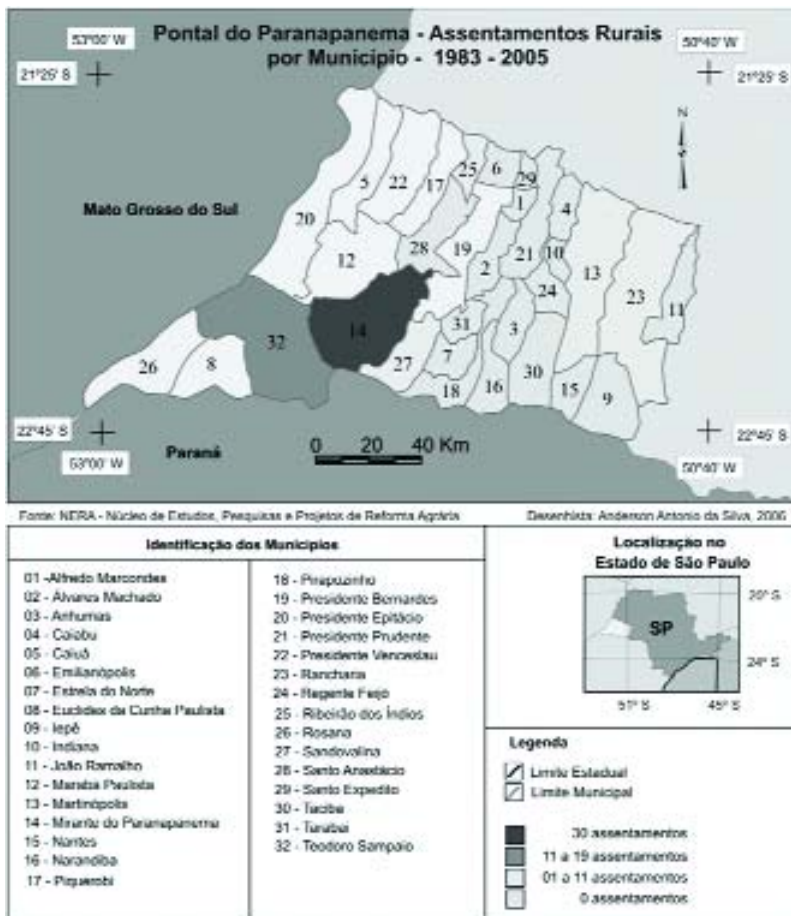 Pontal do Paranapanema - Assentamentos Rurais
por Municipio - 1983 - 2005
53°00' W
50°40' W
21°25' S
21°25' S
N
Mato Grosso do Sul
20
5
22
17
25
6
29
1
4
12
28
19
2
21
10
13
23
11
24
14
32
31
3
26
8
27
7
30
18
16
15
9
22°45' S
22°45' S
53°00' W
50°40' W
Paraná
0 20 40 Km
Fonte: NERA - Núcleo de Estudos, Pesquisas e Projetos de Reforma Agrária
Desenhista: Anderson Antonio da Silva, 2006
Identificação dos Municípios
01 -Alfredo Marcondes
02 - Álvares Machado
03 - Anhumas
04 - Caiabu
05 - Caiuá
06 - Emilianópolis
07 - Estrela do Norte
08 - Euclides da Cunha Paulista
09 - Iepê
10 - Indiana
11 - João Ramalho
12 - Marabá Paulista
13 - Martinópolis
14 - Mirante do Paranapanema
15 - Nantes
16 - Narandiba
17 - Piquerobi
18 - Pirapozinho
19 - Presidente Bernardes
20 - Presidente Epitácio
21 - Presidente Prudente
22 - Presidente Venceslau
23 - Rancharia
24 - Regente Feijó
25 - Ribeirão dos Índios
26 - Rosana
27 - Sandovalina
28 - Santo Anastácio
29 - Santo Expedito
30 - Taciba
31 - Tarabai
32 - Teodoro Sampaio
Localização no
Estado de São Paulo
SP
20° S
24° S
51° S
45° S
Legenda
Limite Estadual
Limite Municipal
30 assentamentos
11 a 19 assentamentos
01 a 11 assentamentos
0 assentamentos